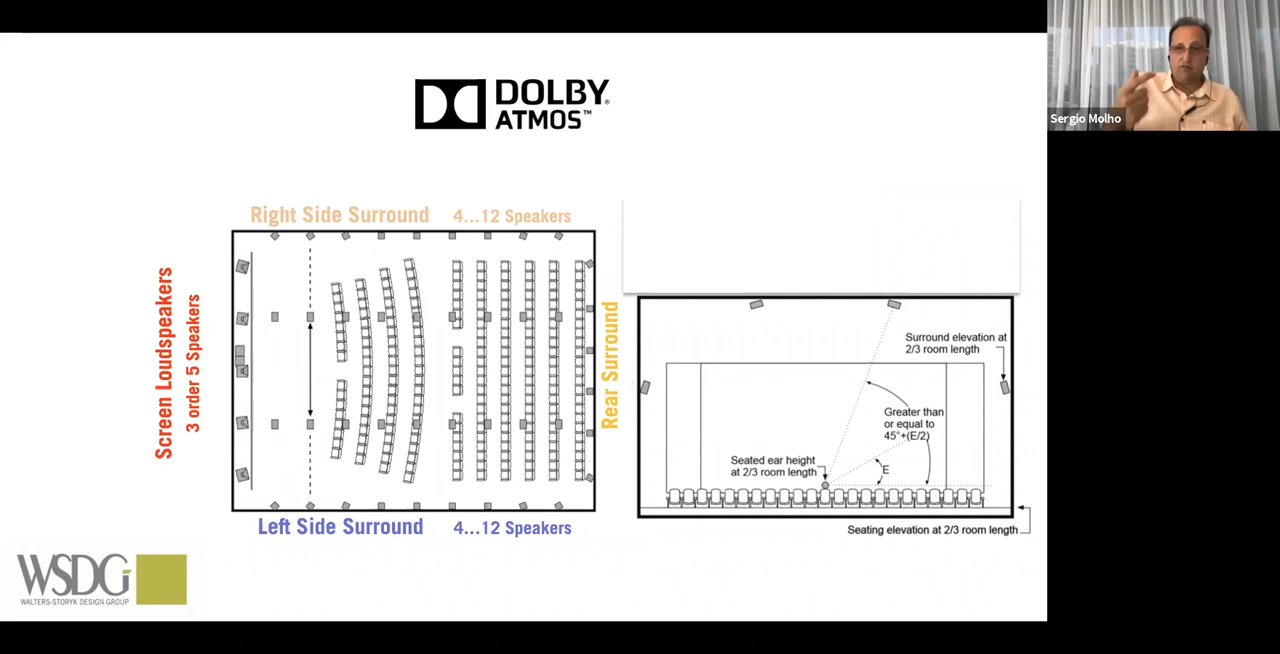 DOLBY®
ATMOS™
Sergio Molho
Right Side Surround 4...12 Speakers
Screen Loudspeakers
3 order 5 Speakers
Rear Surround
Surround elevation at
2/3 room length
Greater than
or equal to
45°+(E/2)
Seated ear height
at 2/3 room length
E
Left Side Surround 4...12 Speakers
Seating elevation at 2/3 room length
WSDG
WALTERS-STORYK DESIGN GROUP